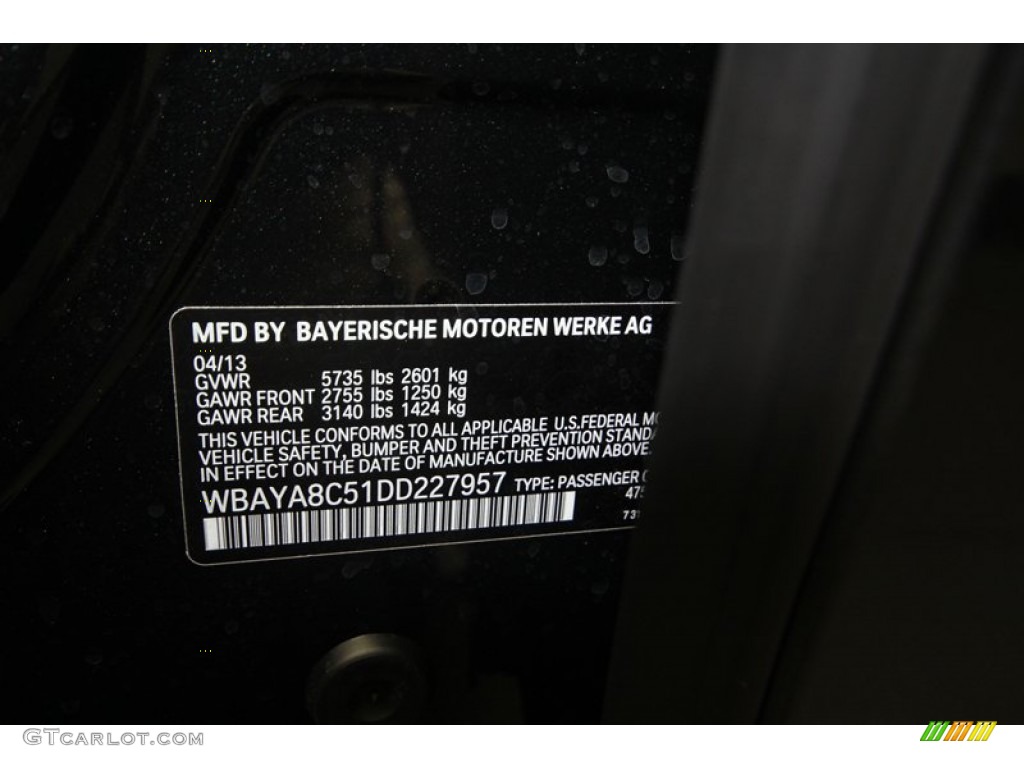 MFD BY BAYERISCHE MOTOREN WERKE AG
04/13
GVWR 5735 lbs 2601 kg
GAWR FRONT 2755 lbs 1250 kg
GAWR REAR 3140 lbs 1424 kg
THIS VEHICLE CONFORMS TO ALL APPLICABLE U.S.FEDERAL
VEHICLE SAFETY, BUMPER AND THEFT PREVENTION
IN EFFECT ON THE DATE OF MANUFACTURE SHOWN ABOVE.
WBAYA8C51DD227957 TYPE: PASSENGER
GTCARLOT.COM